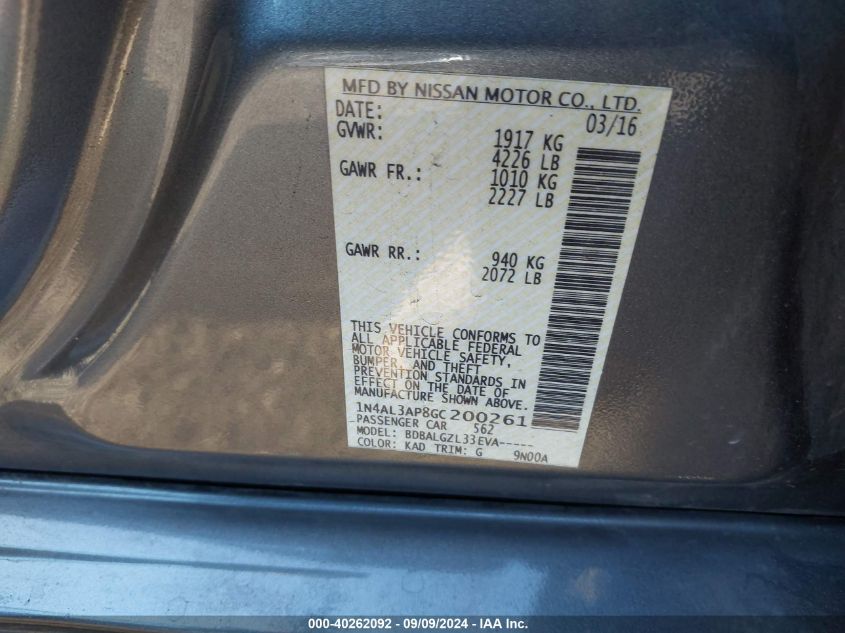 MFD BY NISSAN MOTOR CO., LTD.
DATE: 03/16
GVWR: 1917 KG
4226 LB
GAWR FR.: 1010 KG
2227 LB
GAWR RR.: 940 KG
2072 LB
THIS VEHICLE CONFORMS TO
ALL APPLICABLE FEDERAL
MOTOR VEHICLE SAFETY,
BUMPER, AND THEFT
PREVENTION STANDARDS IN
EFFECT ON THE DATE OF
MANUFACTURE SHOWN ABOVE.
1N4AL3AP8GC200261
PASSENGER CAR 562
MODEL: BDBALGZL33EVA-----
COLOR: KAD TRIM: G 9N00A
000-40262092 - 09/09/2024 - IAAI.COM